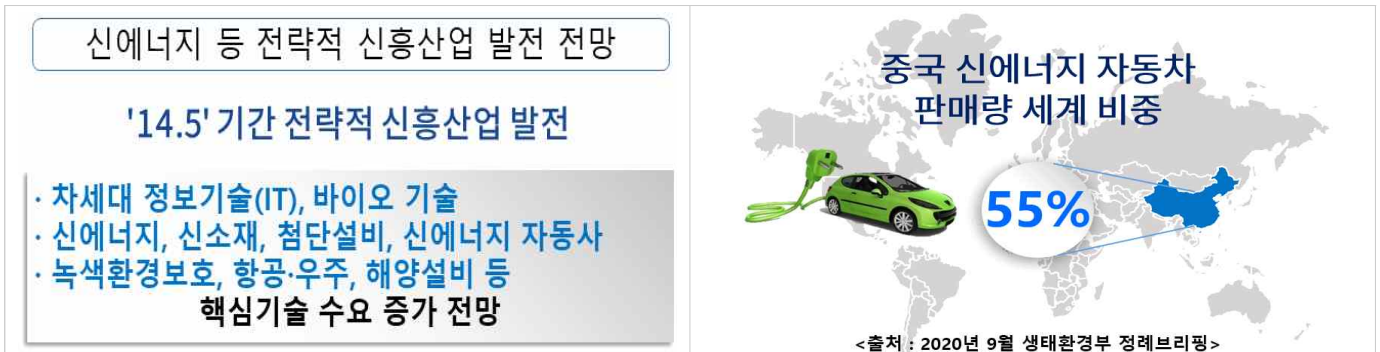 신에너지 등 전략적 신흥산업 발전 전망
'14.5' 기간 전략적 신흥산업 발전
· 차세대 정보기술(IT), 바이오 기술
· 신에너지, 신소재, 첨단설비, 신에너지 자동사
· 녹색환경보호, 항공·우주, 해양설비 등
핵심기술 수요 증가 전망
중국 신에너지 자동차
판매량 세계 비중
55%
<출처 : 2020년 9월 생태환경부 정례브리핑>